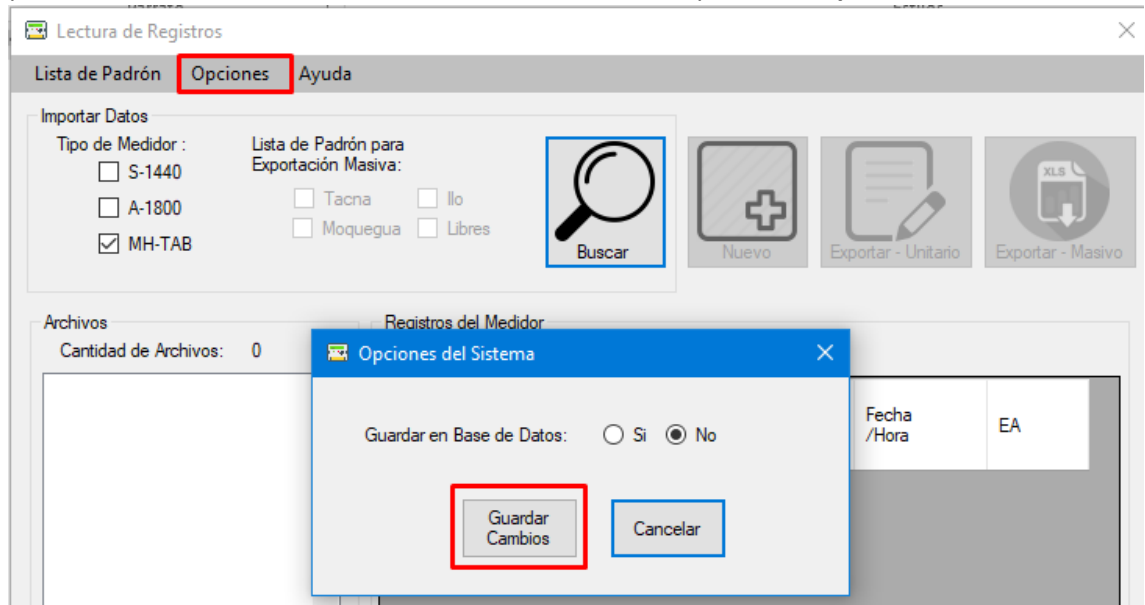 Lectura de Registros
Lista de Padrón Opciones Ayuda
Importar Datos
Tipo de Medidor :
S-1440
A-1800
MH-TAB
Lista de Padrón para
Exportación Masiva:
Tacna Ilo
Moquegua Libres
Buscar
Nuevo
Exportar - Unitario
XLS
Exportar - Masivo
Archivos
Cantidad de Archivos: 0
Registros del Medidor
Fecha
/Hora
EA
Opciones del Sistema
Guardar en Base de Datos: Si No
Guardar
Cambios
Cancelar